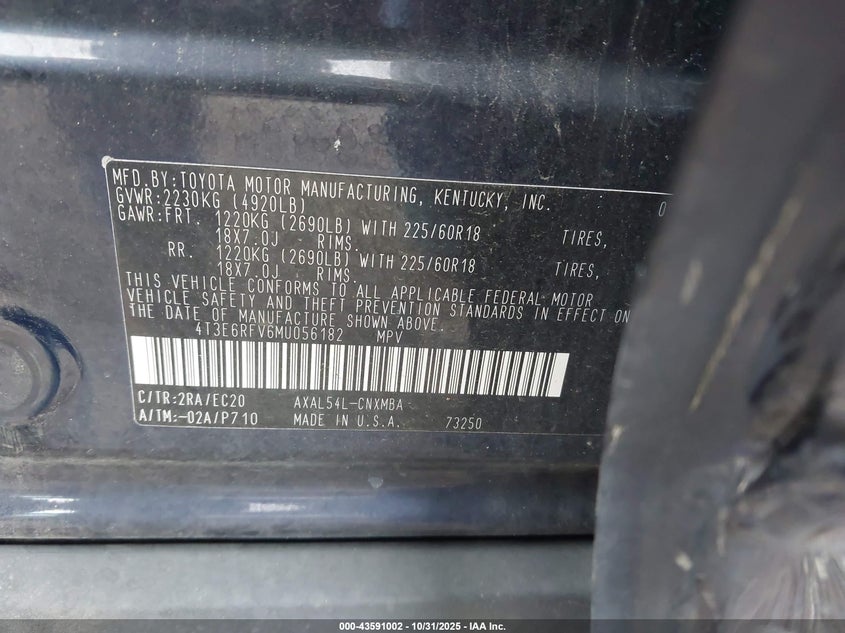 MFD. BY:TOYOTA MOTOR MANUFACTURING, KENTUCKY, INC. 0
GVWR:2230KG (4920LB)
GAWR:FRT. 1220KG (2690LB) WITH 225/60R18 TIRES,
18X7.0J RIMS.
RR. 1220KG (2690LB) WITH 225/60R18 TIRES,
18X7.0J RIMS.
THIS VEHICLE CONFORMS TO ALL APPLICABLE FEDERAL MOTOR
VEHICLE SAFETY AND THEFT PREVENTION STANDARDS IN EFFECT ON
THE DATE OF MANUFACTURE SHOWN ABOVE.
4T3E6RFV6MU056182 MPV
C/TR:2RA/EC20 AXAL54L-CNXMBA
A/TM:-02A/P710 MADE IN U.S.A. 73250
000-43591002 - 10/31/2025 - IAA Inc.